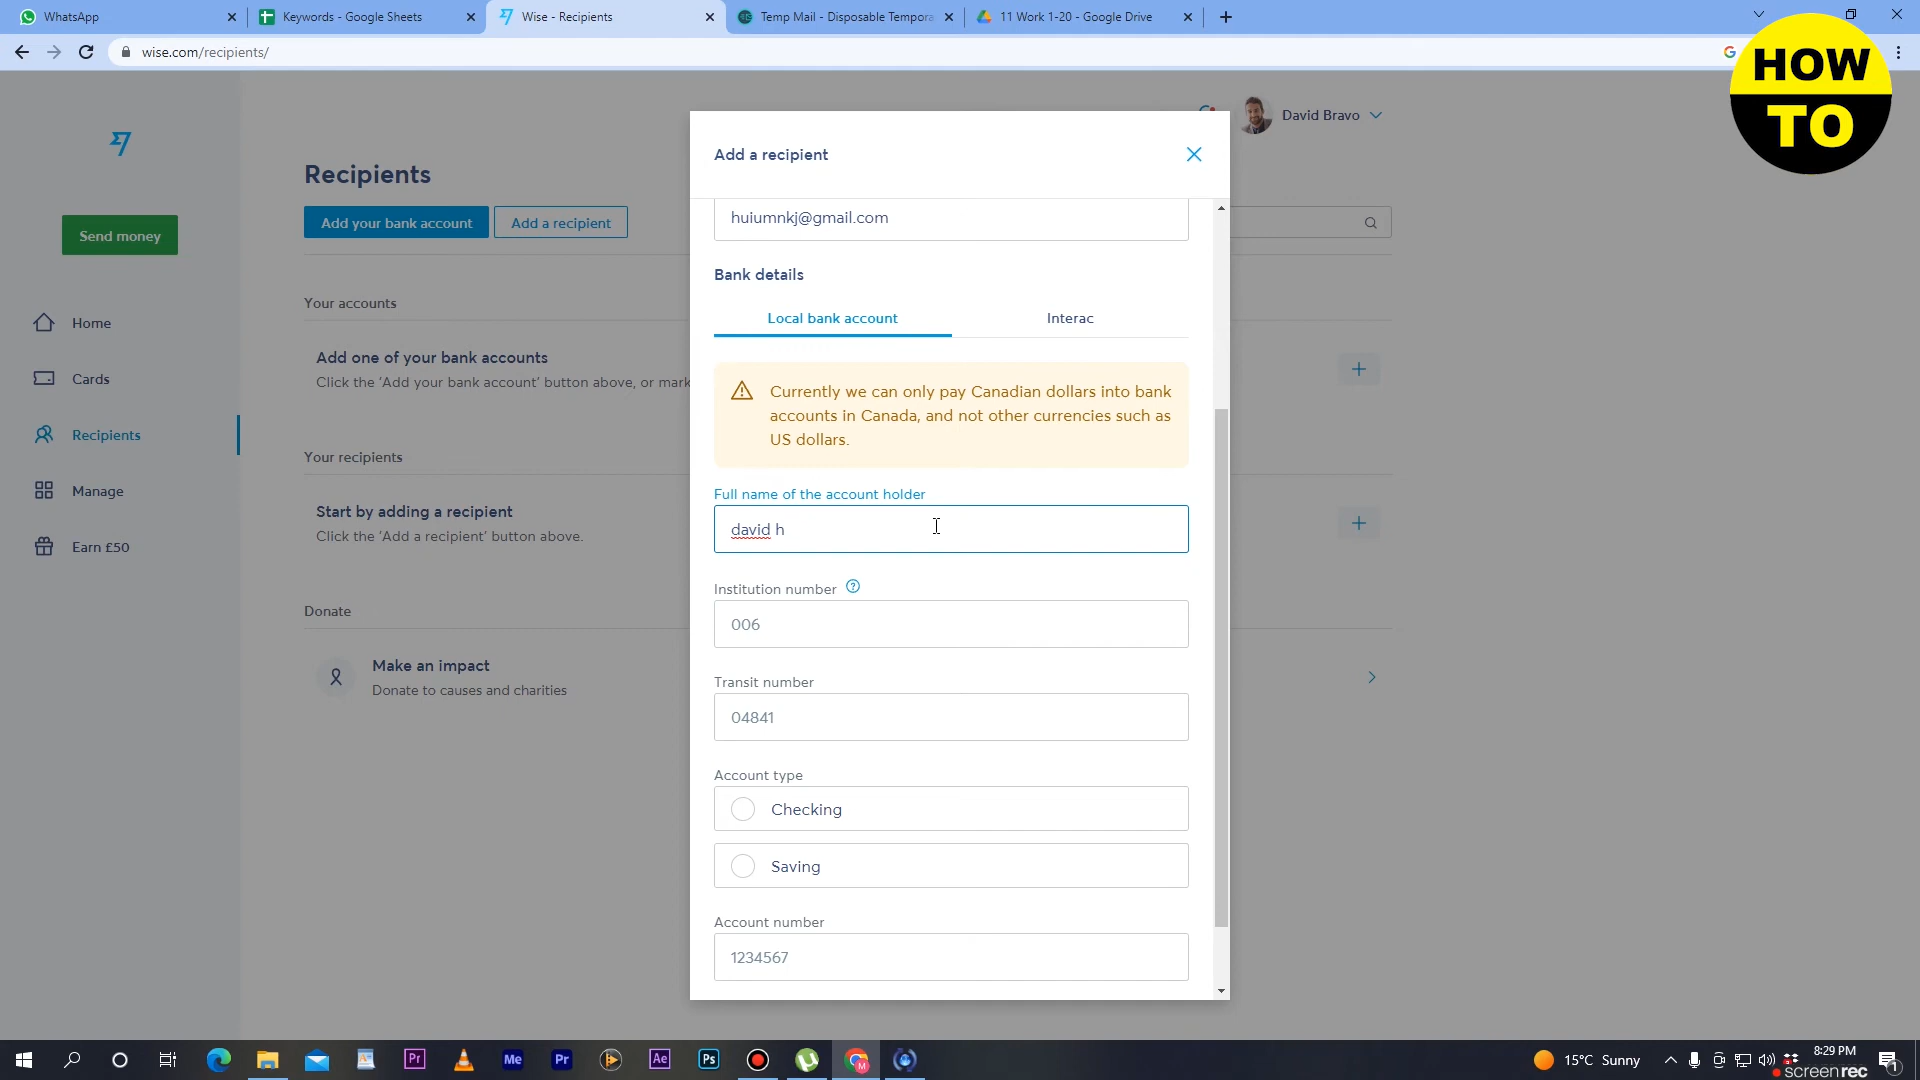 WhatsApp
Keywords - Google Sheets
Wise - Recipients
Temp Mail - Disposable Tempora
11 Work 1-20 - Google Drive
wise.com/recipients/
HOW
TO
David Bravo
Recipients
Add your bank account
Add a recipient
Send money
Home
Cards
Recipients
Manage
Earn £50
Your accounts
Add one of your bank accounts
Click the 'Add your bank account' button above, or mark
Your recipients
Start by adding a recipient
Click the 'Add a recipient' button above.
Donate
Make an impact
Donate to causes and charities
Add a recipient
huiumnkj@gmail.com
Bank details
Local bank account
Interac
Currently we can only pay Canadian dollars into bank
accounts in Canada, and not other currencies such as
US dollars.
Full name of the account holder
david h
Institution number
006
Transit number
04841
Account type
Checking
Saving
Account number
1234567
Pr
Me
Pr
Ae
Ps
M
15°C Sunny
8:29 PM
1
screenrec